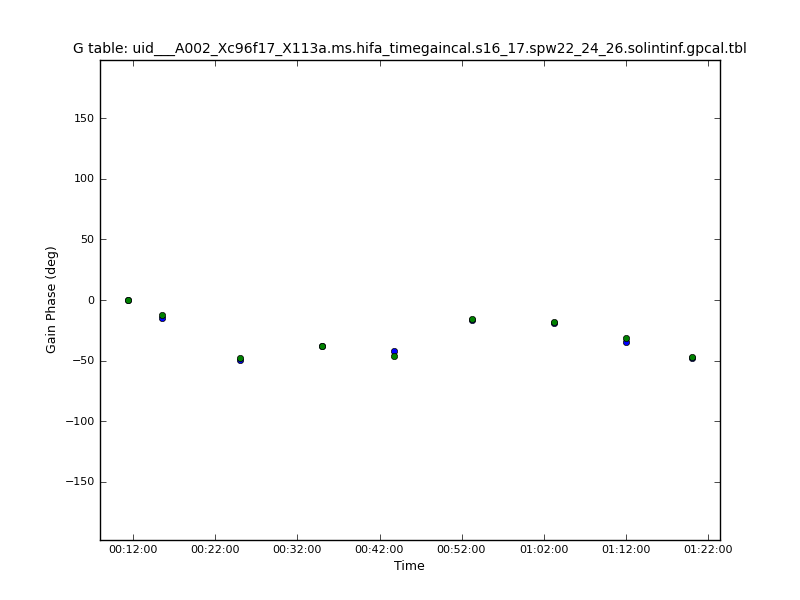 G table: uid___A002_Xc96f17_X113a.ms.hifa_timegaincal.s16_17.spw22_24_26.solintinf.gpcal.tbl
150
100
50
0
−50
−100
−150
Gain Phase (deg)
00:12:00 00:22:00 00:32:00 00:42:00 00:52:00 01:02:00 01:12:00 01:22:00
Time